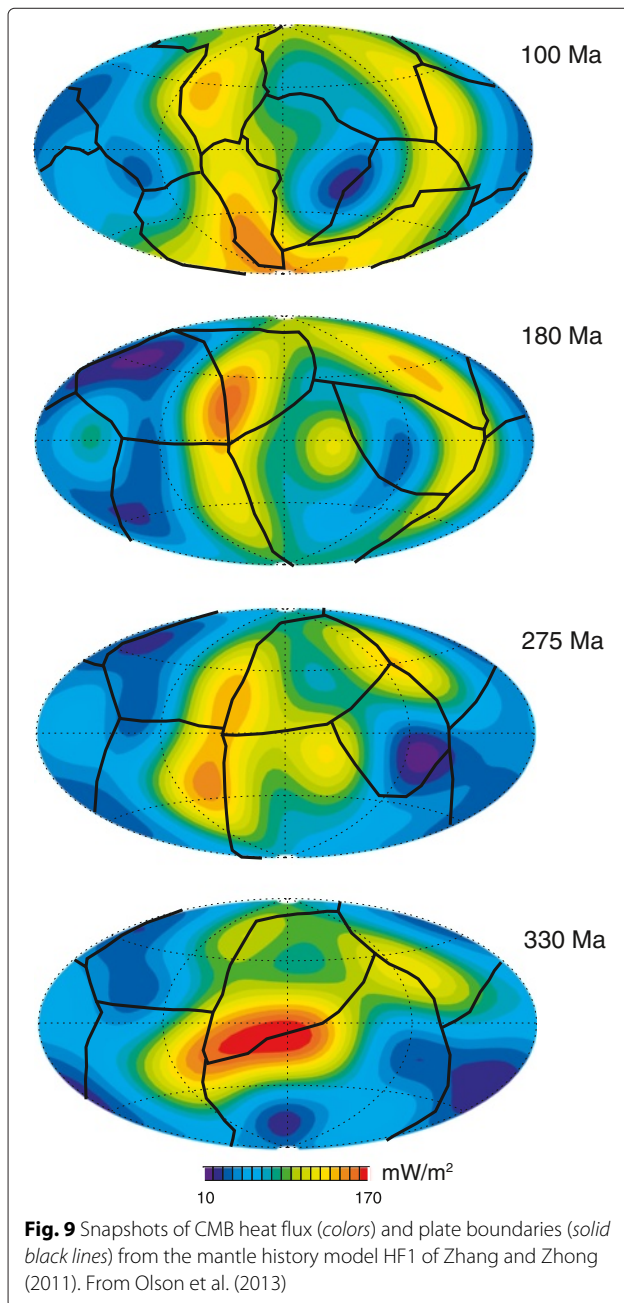 100 Ma
180 Ma
275 Ma
330 Ma
mW/m²
10 170
Fig. 9 Snapshots of CMB heat flux (colors) and plate boundaries (solid
black lines) from the mantle history model HF1 of Zhang and Zhong
(2011). From Olson et al. (2013)